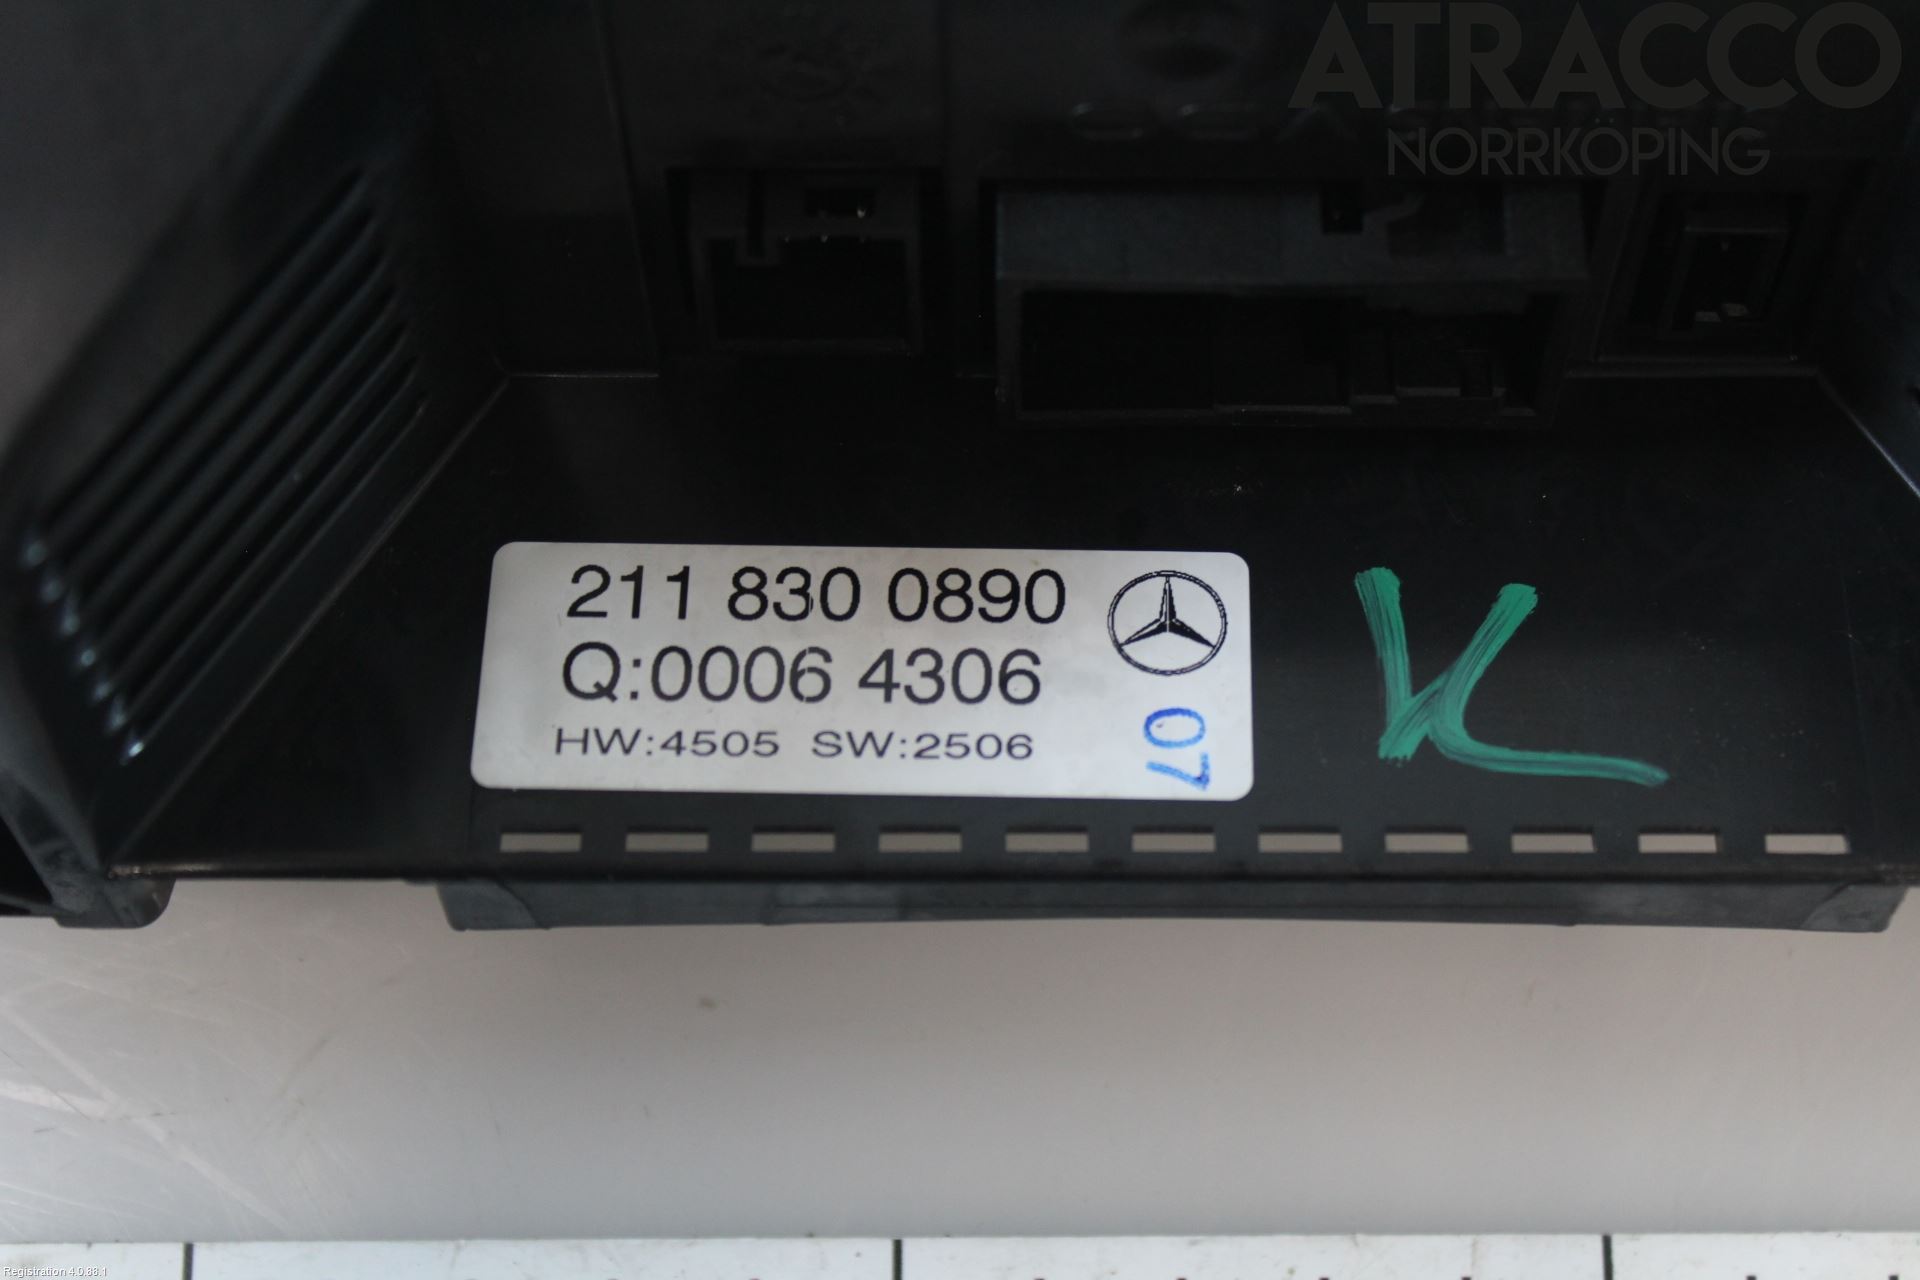 ATRACCO
NORRKÖPING
211 830 0890
Q:0006 4306
HW:4505 SW:2506
07
K
Registration 4.0.88.1